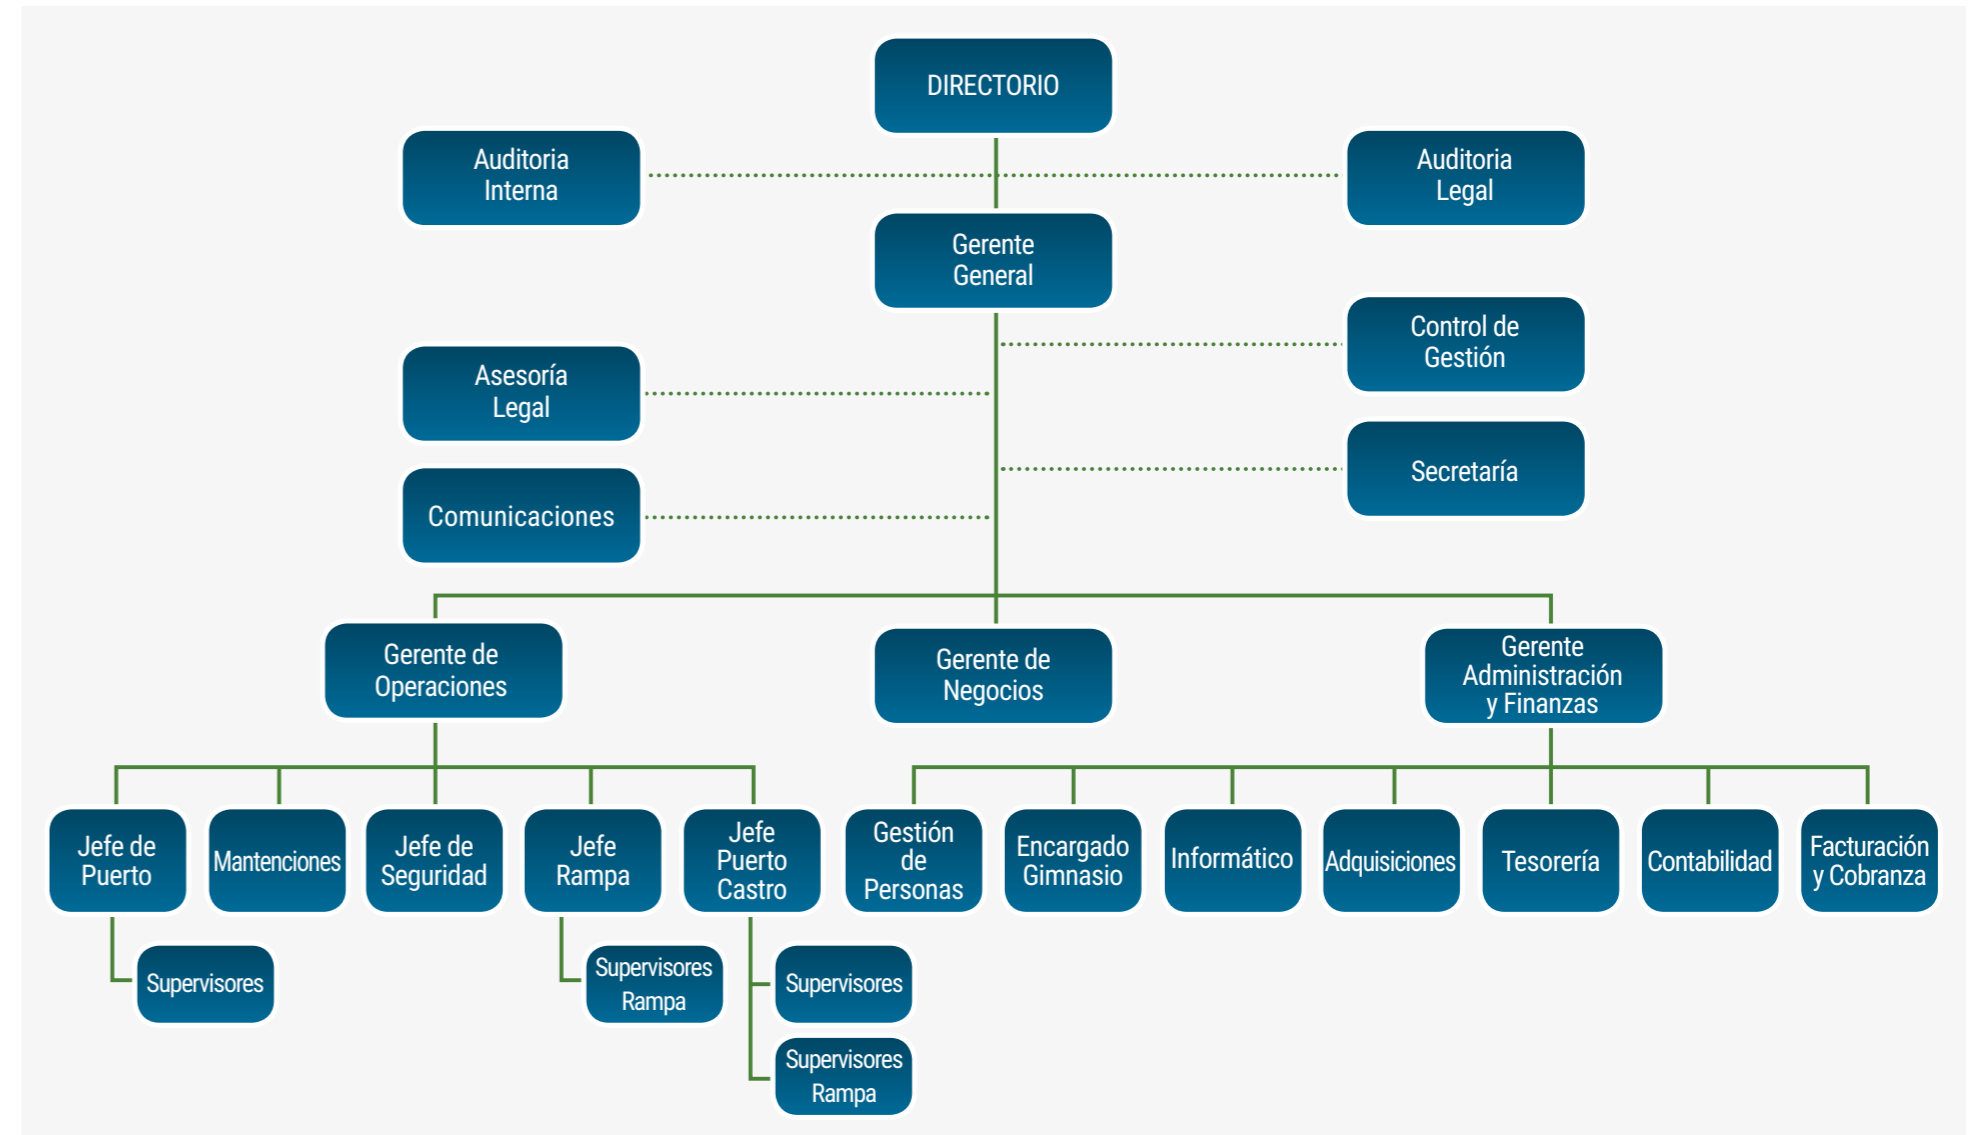 DIRECTORIO
Auditoria
Interna
Auditoria
Legal
Gerente
General
Control de
Gestión
Asesoría
Legal
Secretaría
Comunicaciones
Gerente de
Operaciones
Gerente de
Negocios
Gerente
Administración
y Finanzas
Jefe de
Puerto
Mantenciones
Jefe de
Seguridad
Jefe
Rampa
Jefe
Puerto
Castro
Gestión
de
Personas
Encargado
Gimnasio
Informático
Adquisiciones
Tesorería
Contabilidad
Facturación
y Cobranza
Supervisores
Supervisores
Rampa
Supervisores
Supervisores
Rampa